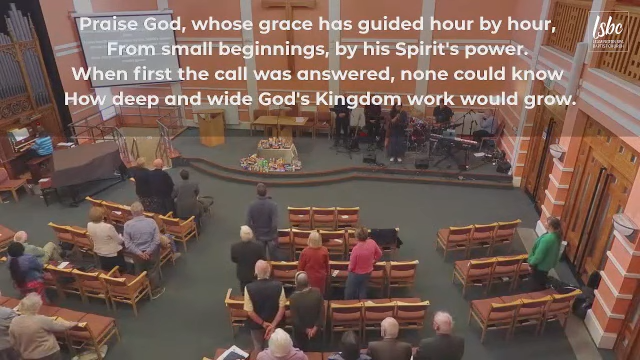 Praise God, whose grace has guided hour by hour,
From small beginnings, by his Spirit's power.
When first the call was answered, none could know
How deep and wide God's Kingdom work would grow.
lsbc